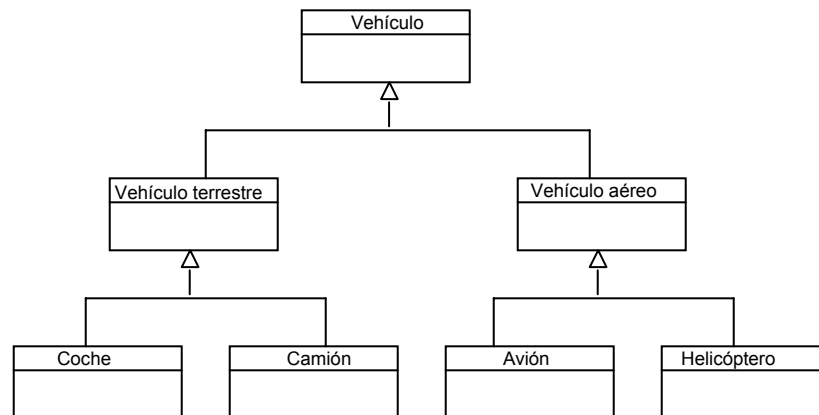 Vehículo
Vehículo terrestre
Vehículo aéreo
Coche
Camión
Avión
Helicóptero